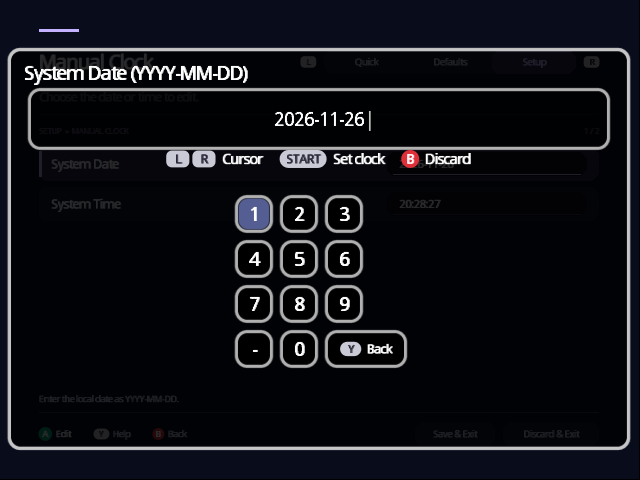 Manual Clock
L Quick Defaults Setup R
System Date (YYYY-MM-DD)
Choose the date or time to edit.
2026-11-26
SETUP > MANUAL CLOCK 1 / 2
L R Cursor START Set clock B Discard
System Date
System Time 20:28:27
1 2 3
4 5 6
7 8 9
- 0 Y Back
Enter the local date as YYYY-MM-DD.
A Edit Y Help B Back Save & Exit Discard & Exit